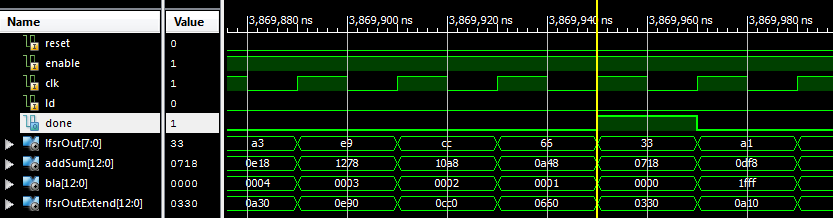 Name Value 3,869,880 ns 3,869,900 ns 3,869,920 ns 3,869,940 ns 3,869,960 ns 3,869,980 ns
reset 0
enable 1
clk 1
ld 0
done 1
lfsrOut[7:0] 33 a3 e9 cc 66 33 a1
addSum[12:0] 0718 0e18 1278 10a8 0a48 0718 0df8
bla[12:0] 0000 0004 0003 0002 0001 0000 1fff
lfsrOutExtend[12:0] 0330 0a30 0e90 0cc0 0660 0330 0a10